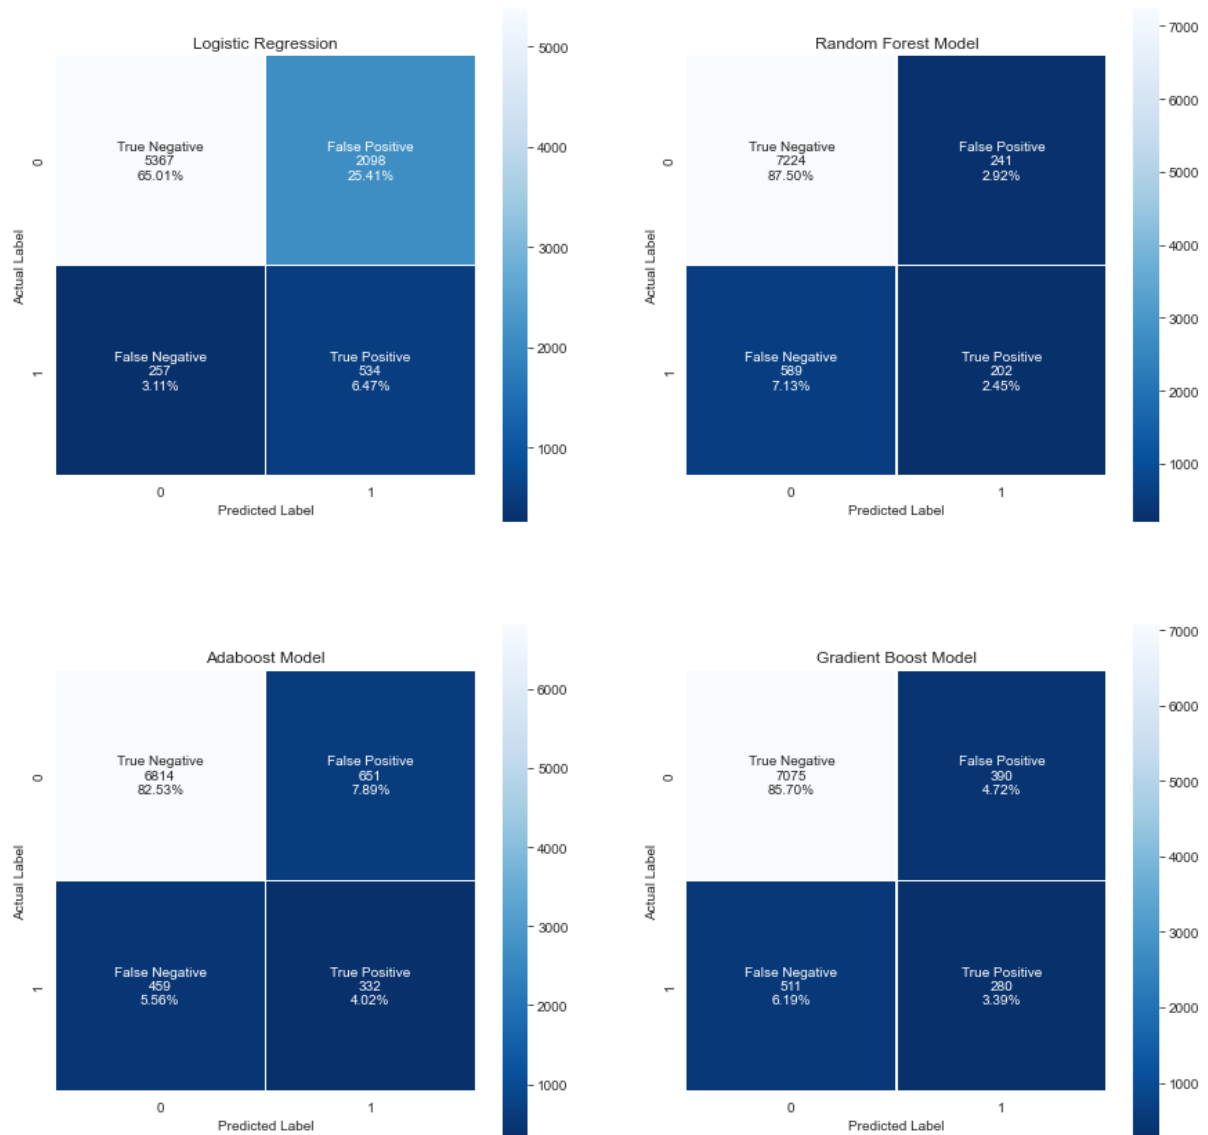 Logistic Regression
Actual Label
0
1
True Negative
5367
65.01%
False Positive
2098
25.41%
False Negative
257
3.11%
True Positive
534
6.47%
0
1
Predicted Label
5000
4000
3000
2000
1000
Random Forest Model
Actual Label
0
1
True Negative
7224
87.50%
False Positive
241
2.92%
False Negative
589
7.13%
True Positive
202
2.45%
0
1
Predicted Label
7000
6000
5000
4000
3000
2000
1000
Adaboost Model
Actual Label
0
1
True Negative
6814
82.53%
False Positive
651
7.89%
False Negative
459
5.56%
True Positive
332
4.02%
0
1
Predicted Label
6000
5000
4000
3000
2000
1000
Gradient Boost Model
Actual Label
0
1
True Negative
7075
85.70%
False Positive
390
4.72%
False Negative
511
6.19%
True Positive
280
3.39%
0
1
Predicted Label
7000
6000
5000
4000
3000
2000
1000